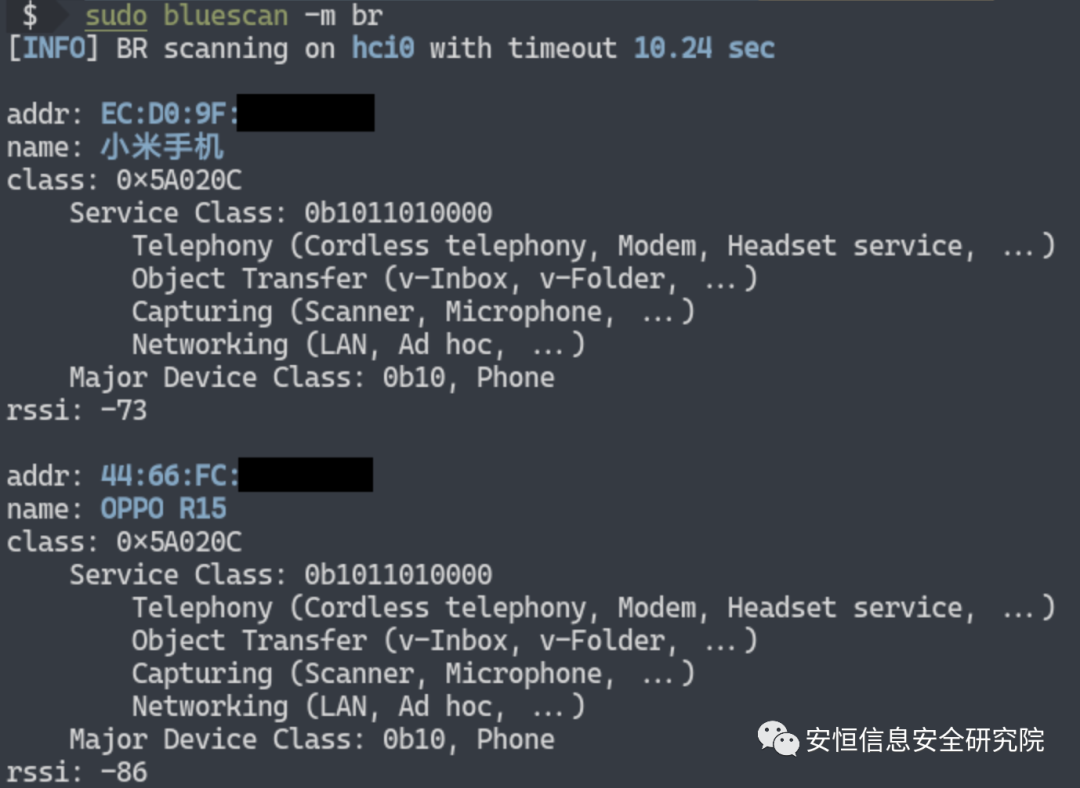 $ sudo bluescan -m br
[INFO] BR scanning on hci0 with timeout 10.24 sec
addr: EC:D0:9F:
name: 小米手机
class: 0×5A020C
Service Class: 0b1011010000
Telephony (Cordless telephony, Modem, Headset service, ...)
Object Transfer (v-Inbox, v-Folder, ...)
Capturing (Scanner, Microphone, ...)
Networking (LAN, Ad hoc, ...)
Major Device Class: 0b10, Phone
rssi: -73
addr: 44:66:FC:
name: OPPO R15
class: 0×5A020C
Service Class: 0b1011010000
Telephony (Cordless telephony, Modem, Headset service, ...)
Object Transfer (v-Inbox, v-Folder, ...)
Capturing (Scanner, Microphone, ...)
Networking (LAN, Ad hoc, ...)
Major Device Class: 0b10, Phone
rssi: -86
安恒信息安全研究院